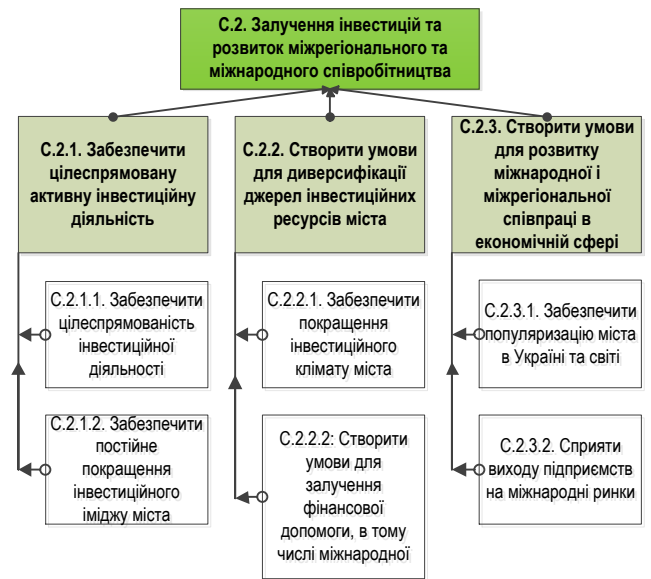 С.2. Залучення інвестицій та
розвиток міжрегіонального та
міжнародного співробітництва
С.2.1. Забезпечити
цілеспрямовану
активну інвестиційну
діяльність
С.2.2. Створити умови
для диверсифікації
джерел інвестиційних
ресурсів міста
С.2.3. Створити умови
для розвитку
міжнародної і
міжрегіональної
співпраці в
економічній сфері
С.2.1.1. Забезпечити
цілеспрямованість
інвестиційної
діяльності
С.2.2.1. Забезпечити
покращення
інвестиційного
клімату міста
С.2.3.1. Забезпечити
популяризацію міста
в Україні та світі
С.2.1.2. Забезпечити
постійне
покращення
інвестиційного
іміджу міста
С.2.2.2: Створити
умови для
залучення
фінансової
допомоги, в тому
числі міжнародної
С.2.3.2. Сприяти
виходу підприємств
на міжнародні ринки